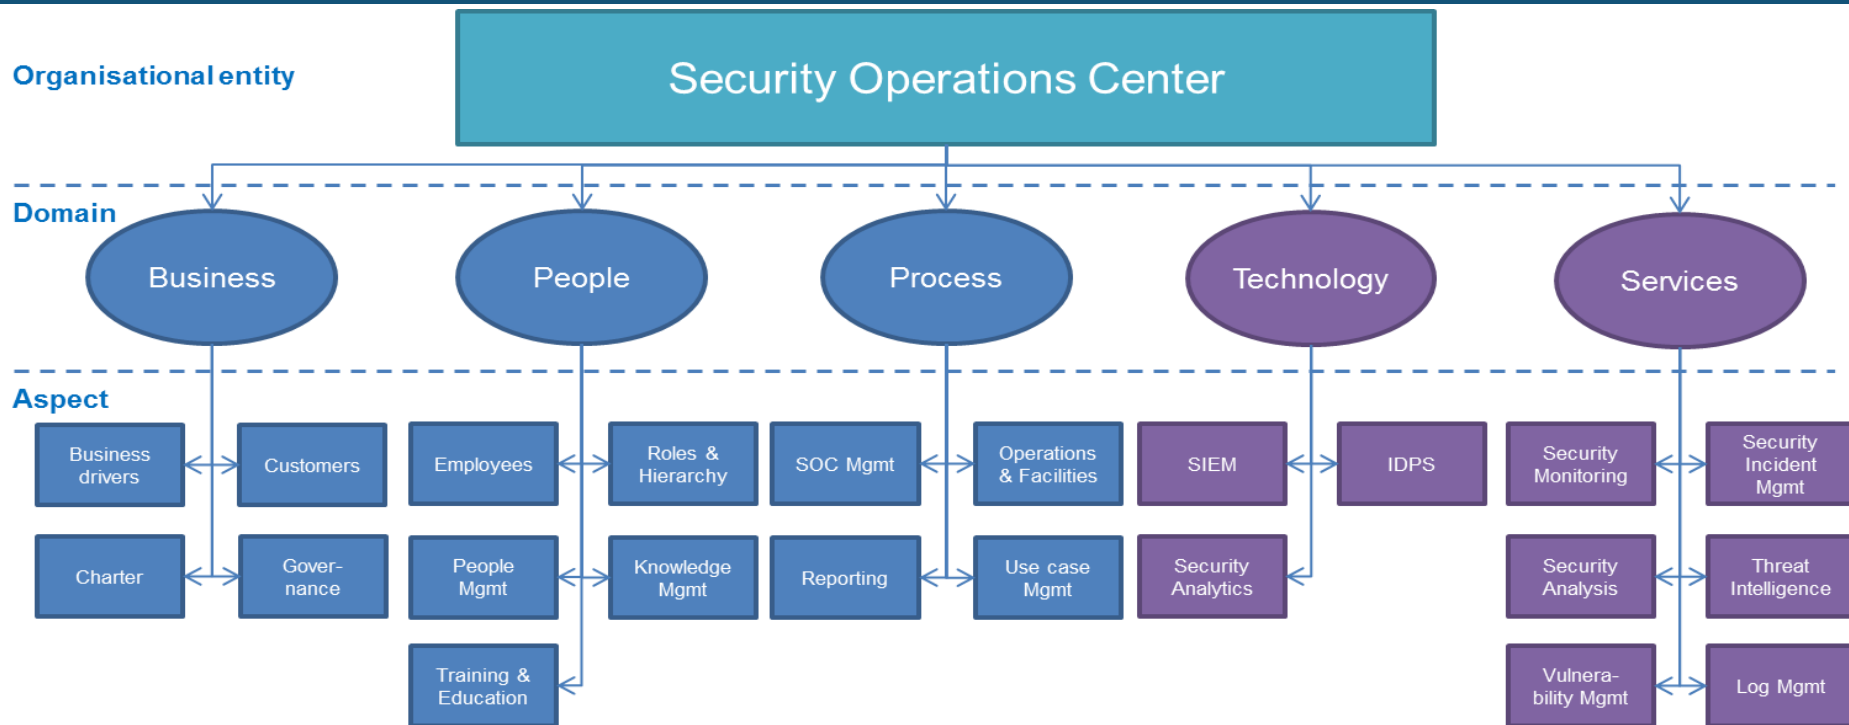 Organisational entity
Security Operations Center
Domain
Business
People
Process
Technology
Services
Aspect
Business
drivers
Customers
Employees
Roles &
Hierarchy
SOC Mgmt
Operations
& Facilities
SIEM
IDPS
Security
Monitoring
Security
Incident
Mgmt
Charter
Gover-
nance
People
Mgmt
Knowledge
Mgmt
Reporting
Use case
Mgmt
Security
Analytics
Security
Analysis
Threat
Intelligence
Training &
Education
Vulnera-
bility Mgmt
Log Mgmt